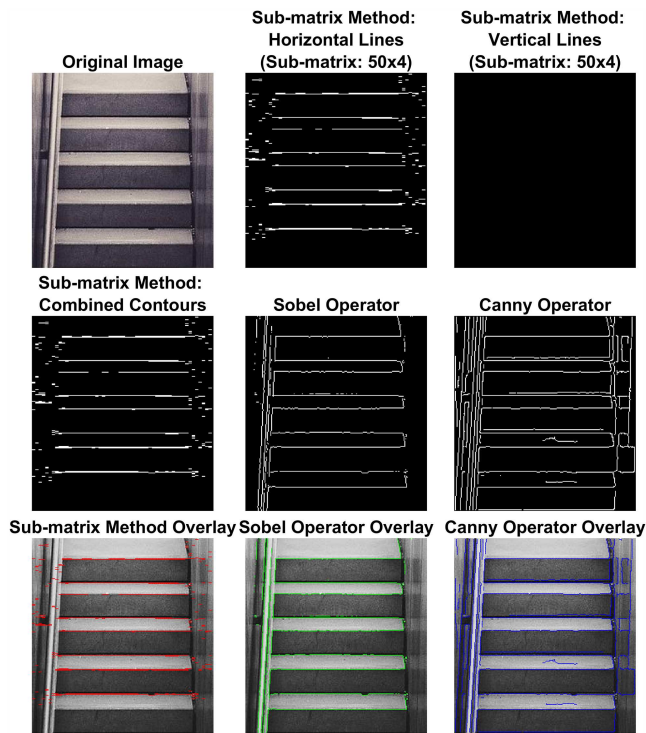 Original Image
Sub-matrix Method:
Horizontal Lines
(Sub-matrix: 50x4)
Sub-matrix Method:
Vertical Lines
(Sub-matrix: 50x4)
Sub-matrix Method:
Combined Contours
Sobel Operator
Canny Operator
Sub-matrix Method Overlay
Sobel Operator Overlay
Canny Operator Overlay